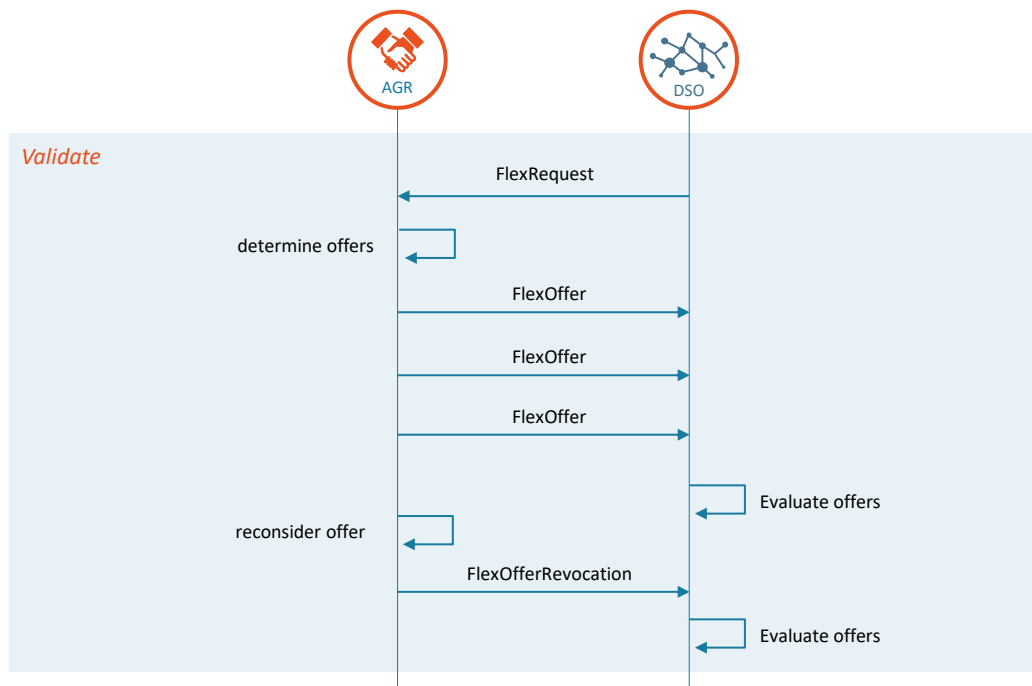 AGR
DSO
Validate
FlexRequest
determine offers
FlexOffer
FlexOffer
FlexOffer
Evaluate offers
reconsider offer
FlexOfferRevocation
Evaluate offers